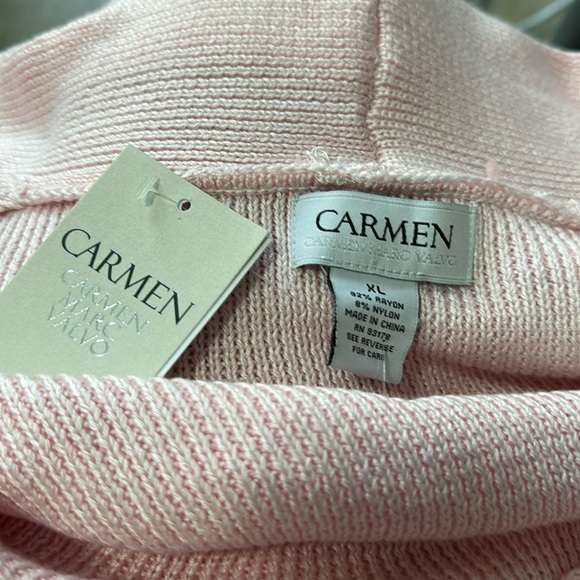 CARMEN
CARMEN
MARC
VALVO
CARMEN
CARMEN MARC VALVO
XL
92% RAYON
8% NYLON
MADE IN CHINA
RN 93178
SEE REVERSE
FOR CARE